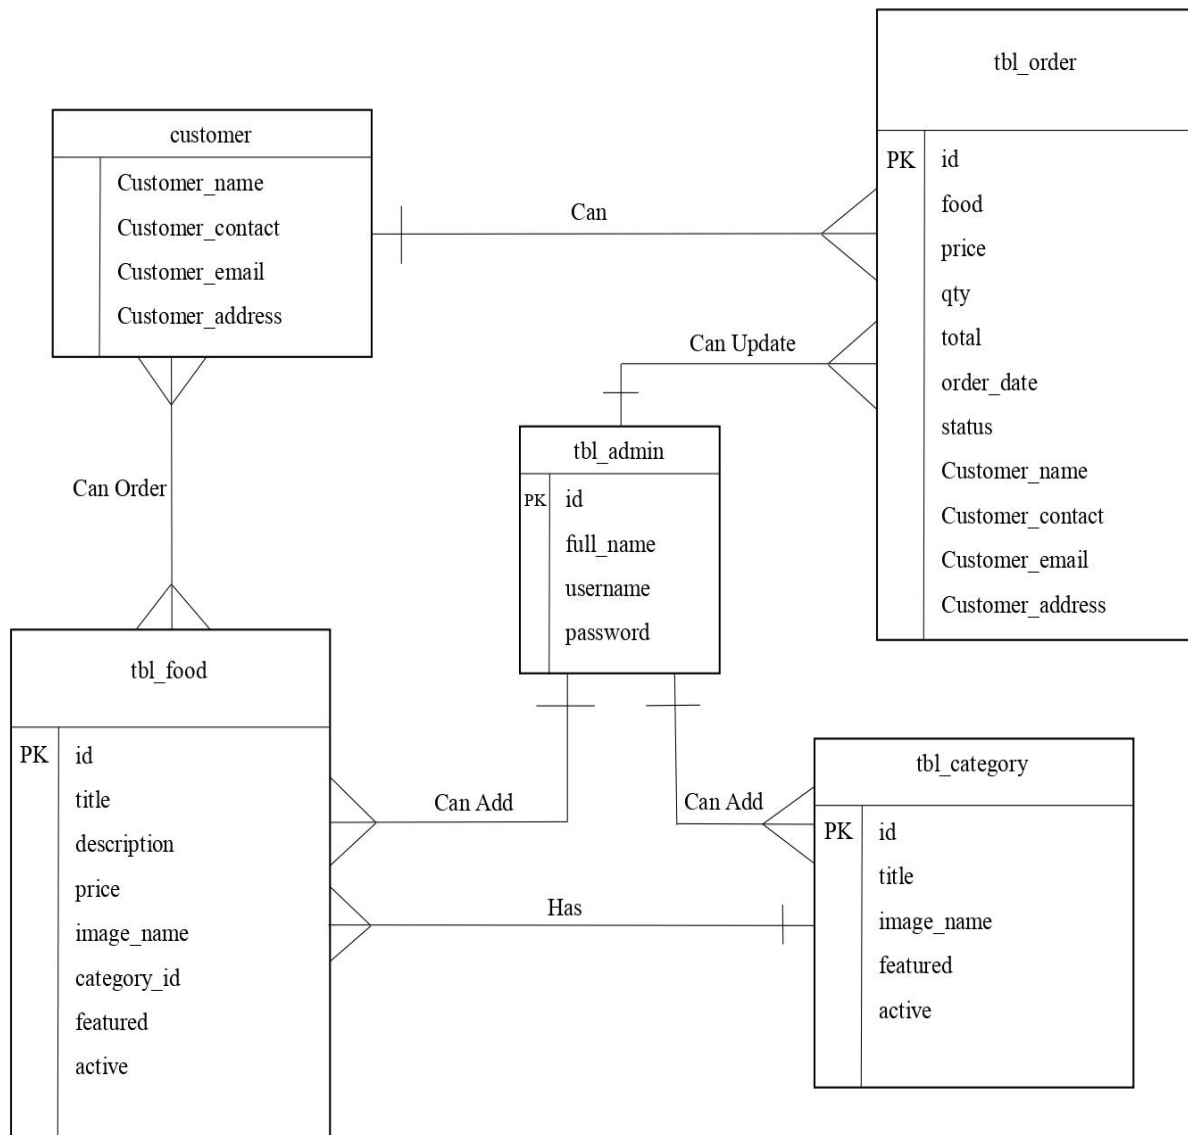 tbl_order
PK id
food
price
qty
total
order_date
status
Customer_name
Customer_contact
Customer_email
Customer_address
customer
Customer_name
Customer_contact
Customer_email
Customer_address
Can
Can Update
Can Order
tbl_admin
PK id
full_name
username
password
tbl_food
PK id
title
description
price
image_name
category_id
featured
active
Can Add
Can Add
Has
tbl_category
PK id
title
image_name
featured
active